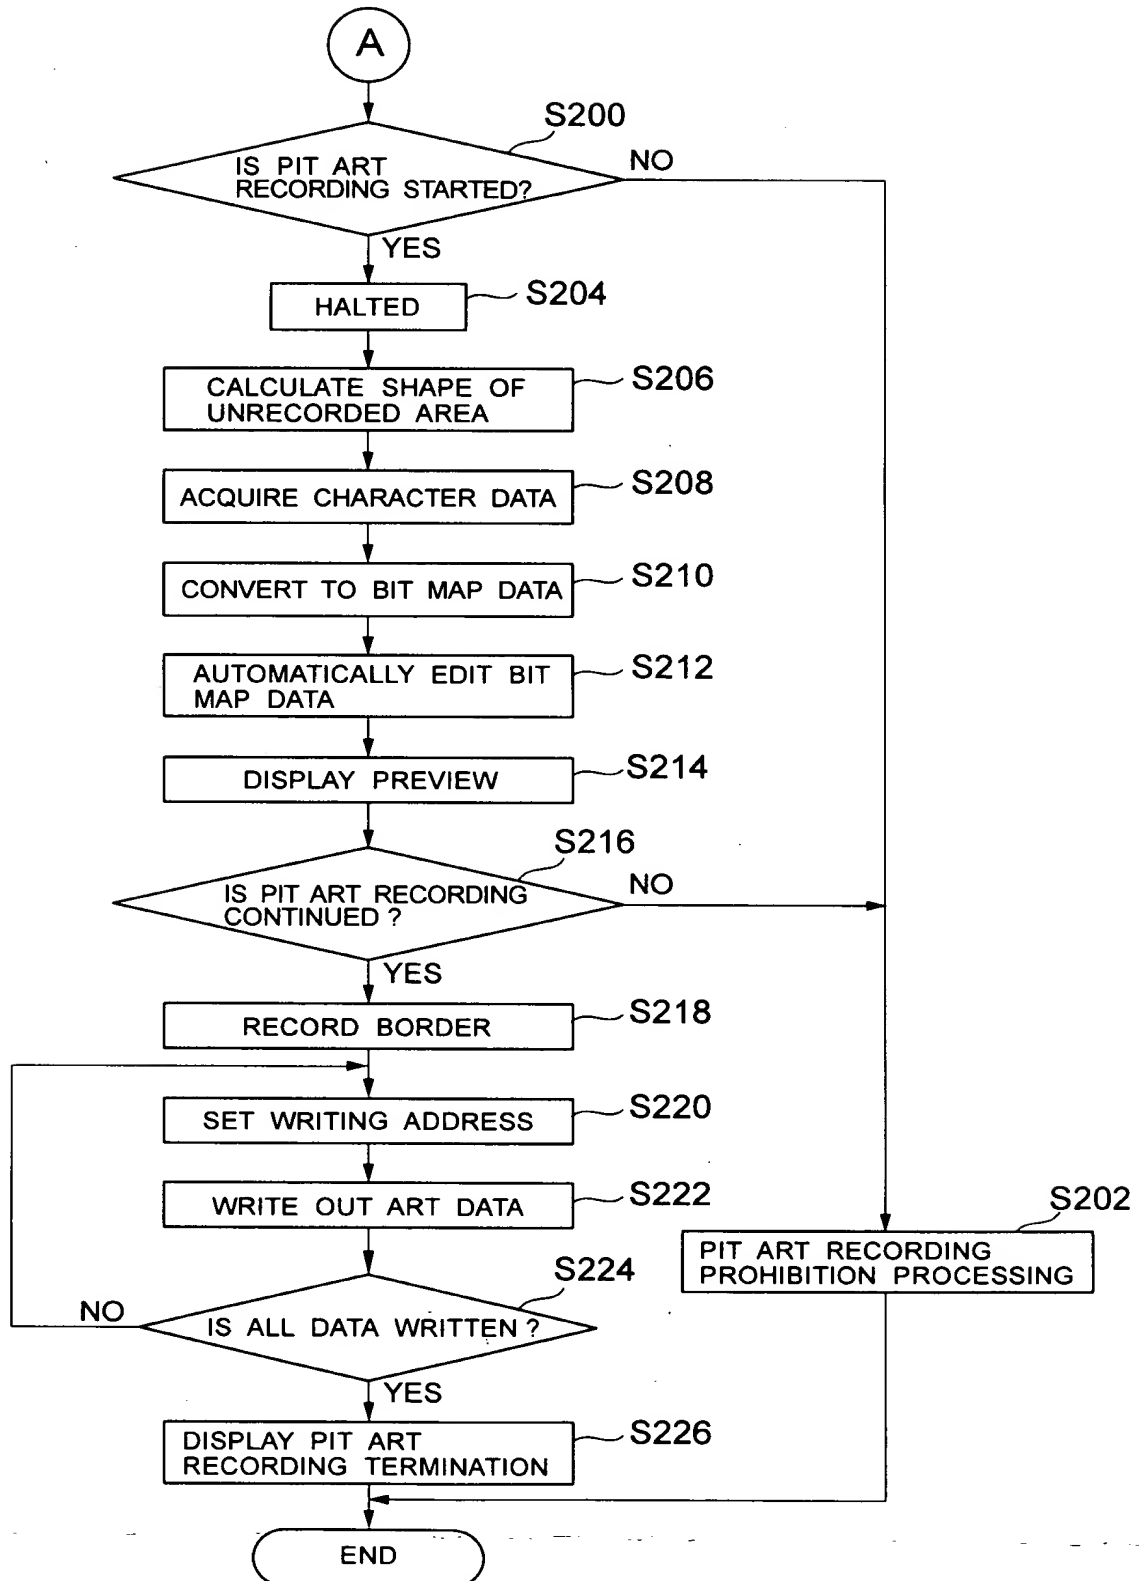 A
S200
IS PIT ART
RECORDING STARTED?
NO
YES
HALTED
S204
CALCULATE SHAPE OF
UNRECORDED AREA
S206
ACQUIRE CHARACTER DATA
S208
CONVERT TO BIT MAP DATA
S210
AUTOMATICALLY EDIT BIT
MAP DATA
S212
DISPLAY PREVIEW
S214
S216
IS PIT ART RECORDING
CONTINUED ?
NO
YES
RECORD BORDER
S218
SET WRITING ADDRESS
S220
WRITE OUT ART DATA
S222
S202
PIT ART RECORDING
PROHIBITION PROCESSING
S224
NO
IS ALL DATA WRITTEN ?
YES
DISPLAY PIT ART
RECORDING TERMINATION
S226
END